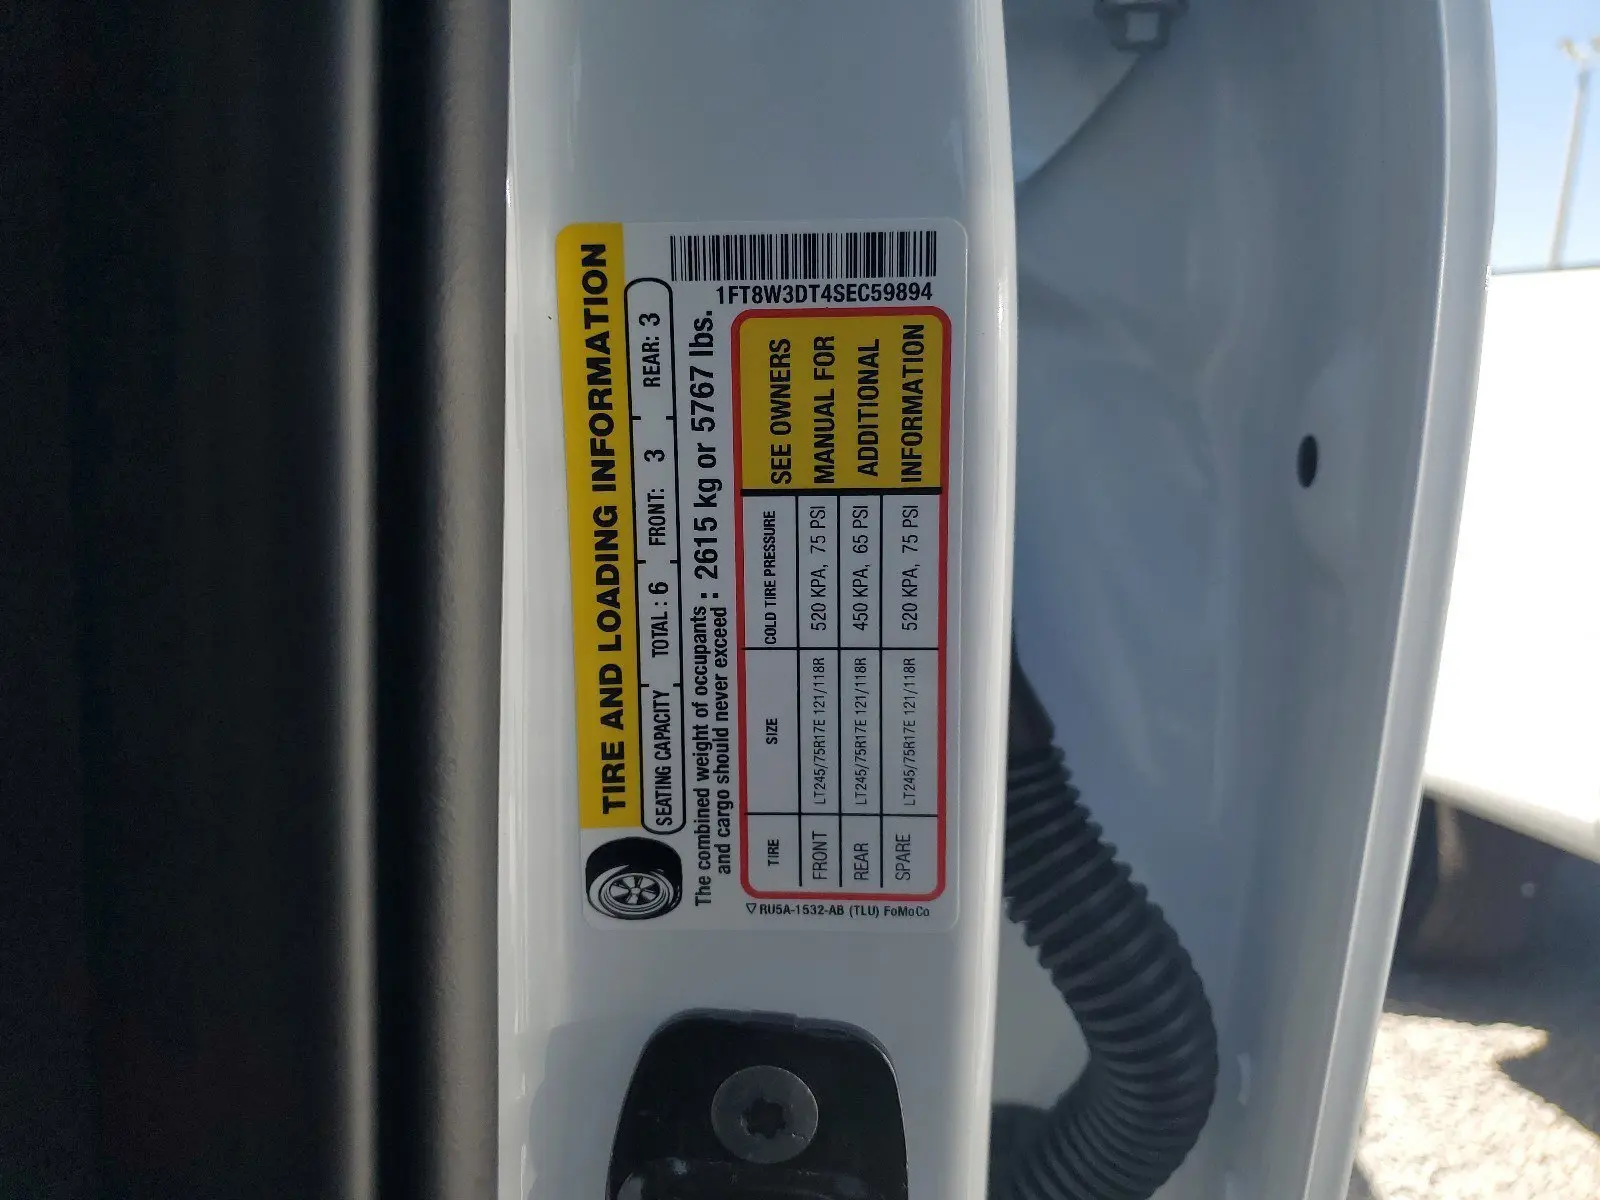 TIRE AND LOADING INFORMATION
SEATING CAPACITY TOTAL : 6 FRONT: 3 REAR: 3
The combined weight of occupants and cargo should never exceed : 2615 kg or 5767 lbs.
1FT8W3DT4SEC59894
TIRE SIZE COLD TIRE PRESSURE
FRONT LT245/75R17E 121/118R 520 KPA, 75 PSI
REAR LT245/75R17E 121/118R 450 KPA, 65 PSI
SPARE LT245/75R17E 121/118R 520 KPA, 75 PSI
SEE OWNERS
MANUAL FOR
ADDITIONAL
INFORMATION
RU5A-1532-AB (TLU) FoMoCo